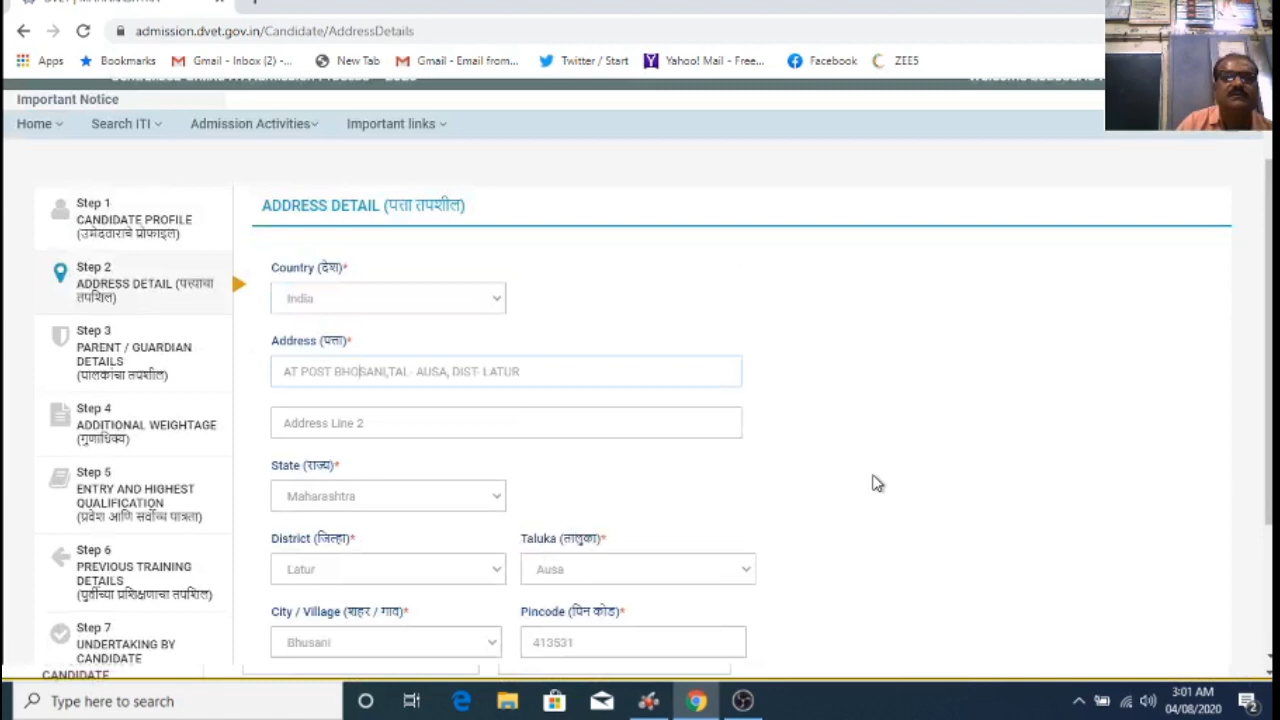 admission.dvet.gov.in/Candidate/AddressDetails
Apps Bookmarks Gmail - Inbox (2) -... New Tab Gmail - Email from... Twitter / Start Yahoo! Mail - Free... Facebook ZEE5
Important Notice
Home Search ITI Admission Activities Important links
Step 1
CANDIDATE PROFILE
(उमेदवाराचे प्रोफाइल)
Step 2
ADDRESS DETAIL (पत्त्याचा
तपशिल)
Step 3
PARENT / GUARDIAN
DETAILS
(पालकांचा तपशील)
Step 4
ADDITIONAL WEIGHTAGE
(गुणाधिक्य)
Step 5
ENTRY AND HIGHEST
QUALIFICATION
(प्रवेश आणि सर्वोच्च पात्रता)
Step 6
PREVIOUS TRAINING
DETAILS
(पुर्वीच्या प्रशिक्षणाचा तपशिल)
Step 7
UNDERTAKING BY
CANDIDATE
CANDIDATE
ADDRESS DETAIL (पत्ता तपशील)
Country (देश)*
India
Address (पत्ता)*
AT POST BHOSANI,TAL- AUSA, DIST- LATUR
Address Line 2
State (राज्य)*
Maharashtra
District (जिल्हा)* Taluka (तालुका)*
Latur Ausa
City / Village (शहर / गाव)* Pincode (पिन कोड)*
Bhusani 413531
Type here to search
3:01 AM
04/08/2020
2